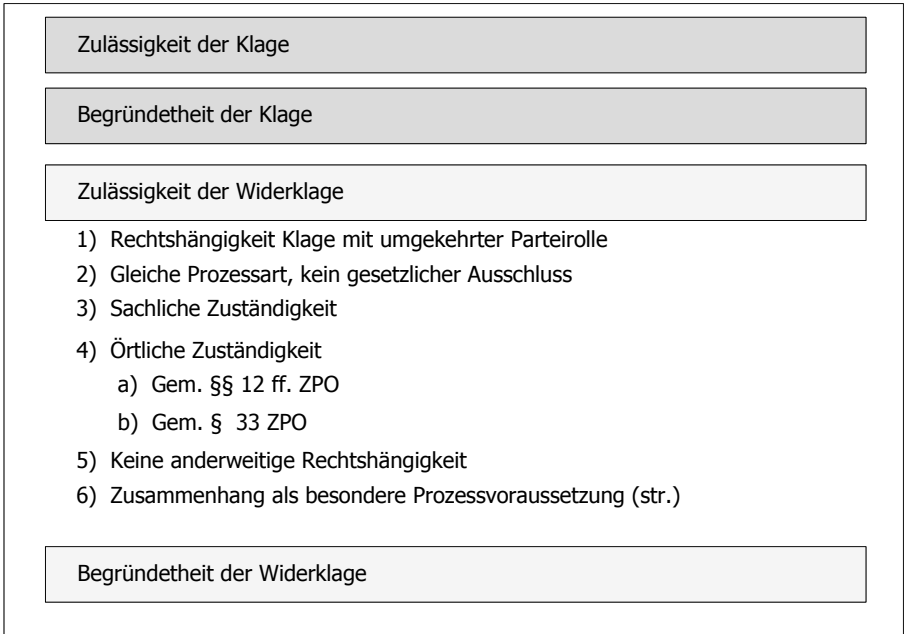 Zulässigkeit der Klage
Begründetheit der Klage
Zulässigkeit der Widerklage
1) Rechtshängigkeit Klage mit umgekehrter Parteirolle
2) Gleiche Prozessart, kein gesetzlicher Ausschluss
3) Sachliche Zuständigkeit
4) Örtliche Zuständigkeit
a) Gem. §§ 12 ff. ZPO
b) Gem. § 33 ZPO
5) Keine anderweitige Rechtshängigkeit
6) Zusammenhang als besondere Prozessvoraussetzung (str.)
Begründetheit der Widerklage